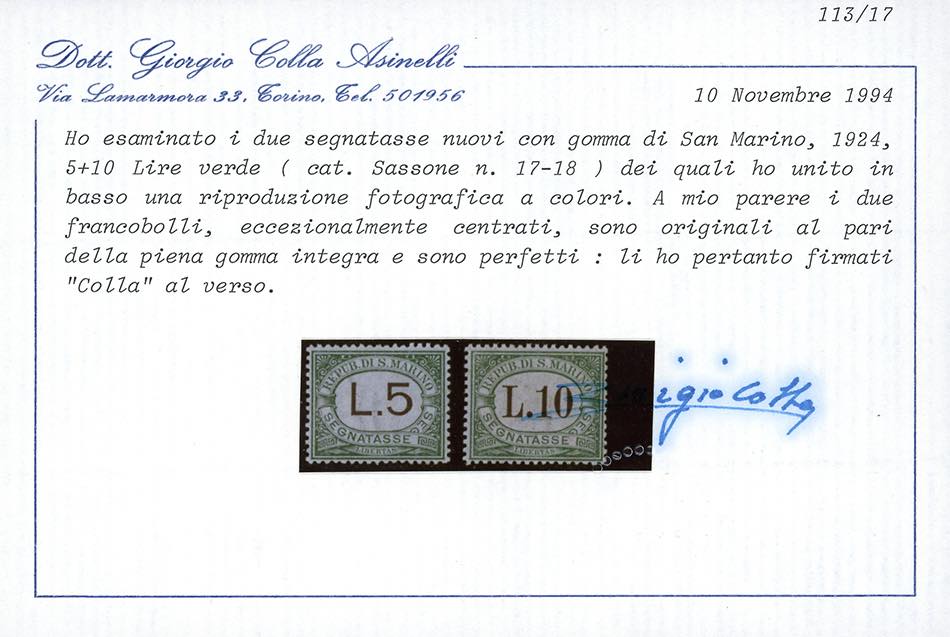 113/17
Dott. Giorgio Colla Asinelli
Via Lamarmora 33, Torino, Tel. 501956
10 Novembre 1994
Ho esaminato i due segnatasse nuovi con gomma di San Marino, 1924,
5+10 Lire verde ( cat. Sassone n. 17-18 ) dei quali ho unito in
basso una riproduzione fotografica a colori. A mio parere i due
francobolli, eccezionalmente centrati, sono originali al pari
della piena gomma integra e sono perfetti : li ho pertanto firmati
"Colla" al verso.
REPUB. DI S. MARINO
L.5
SEGNATASSE
LIBERTAS
REPUB. DI S. MARINO
L.10
SEGNATASSE
LIBERTAS
Giorgio Colla